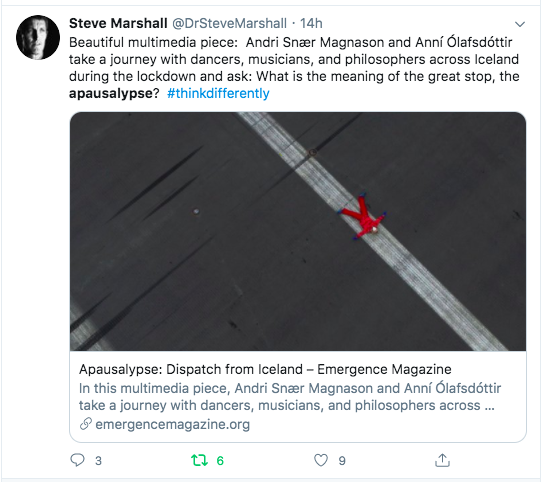 Steve Marshall @DrSteveMarshall · 14h
Beautiful multimedia piece: Andri Snær Magnason and Anní Ólafsdóttir
take a journey with dancers, musicians, and philosophers across Iceland
during the lockdown and ask: What is the meaning of the great stop, the
apausalypse? #thinkdifferently
Apausalypse: Dispatch from Iceland – Emergence Magazine
In this multimedia piece, Andri Snær Magnason and Anní Ólafsdóttir
take a journey with dancers, musicians, and philosophers across ...
emergencemagazine.org
3 6 9